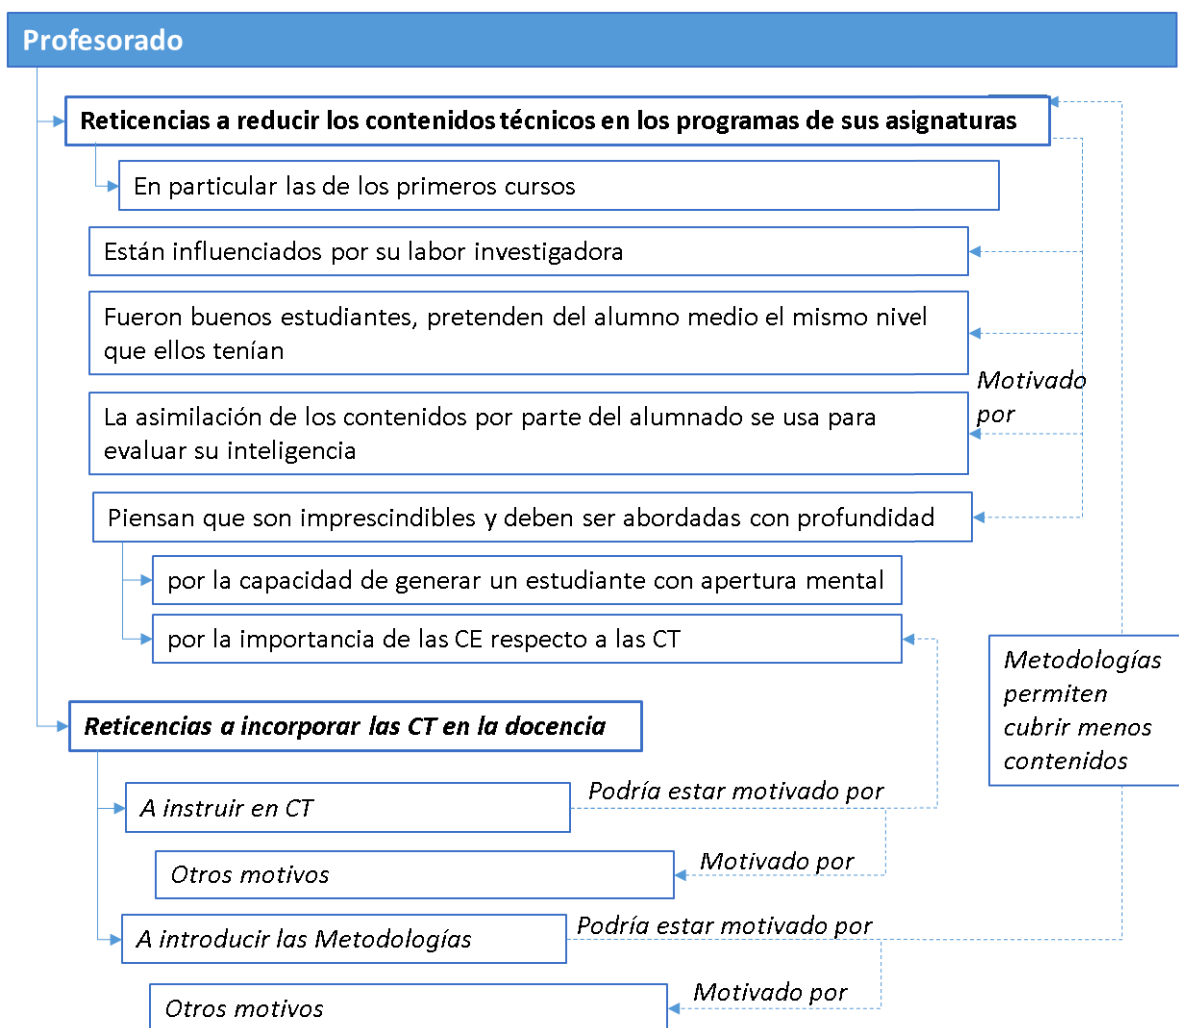 Profesorado
Reticencias a reducir los contenidos técnicos en los programas de sus asignaturas
En particular las de los primeros cursos
Están influenciados por su labor investigadora
Fueron buenos estudiantes, pretenden del alumno medio el mismo nivel
que ellos tenían
Motivado
por
La asimilación de los contenidos por parte del alumnado se usa para
evaluar su inteligencia
Piensan que son imprescindibles y deben ser abordadas con profundidad
por la capacidad de generar un estudiante con apertura mental
por la importancia de las CE respecto a las CT
Metodologías
permiten
cubrir menos
contenidos
Reticencias a incorporar las CT en la docencia
A instruir en CT
Podría estar motivado por
Otros motivos
Motivado por
A introducir las Metodologías
Podría estar motivado por
Otros motivos
Motivado por